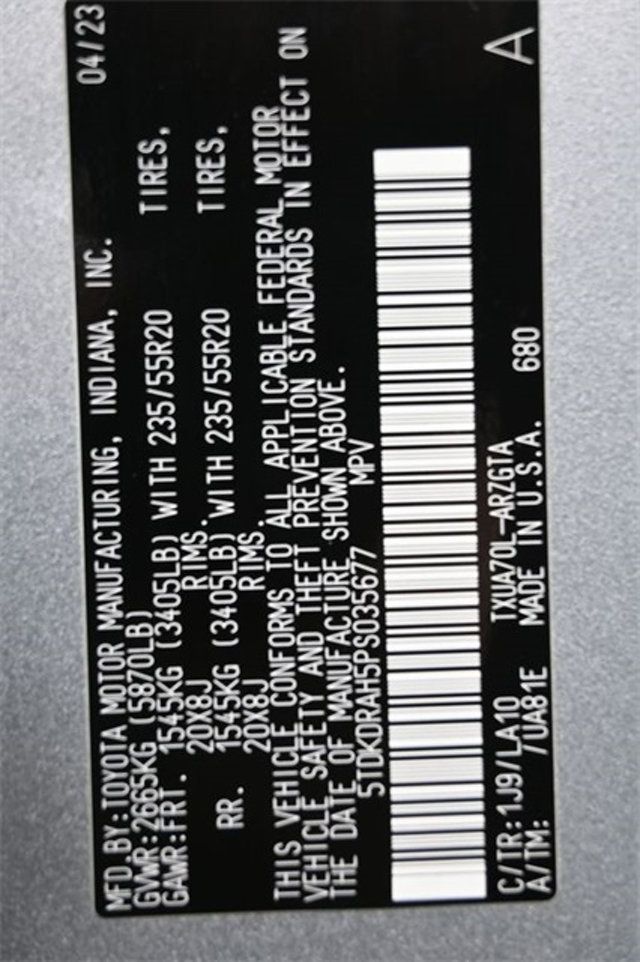 MFD.BY:TOYOTA MOTOR MANUFACTURING, INDIANA, INC. 04/23
GVWR:2665KG (5870LB)
GAWR:FRT. 1545KG (3405LB) WITH 235/55R20 TIRES,
20X8J RIMS.
RR. 1545KG (3405LB) WITH 235/55R20 TIRES,
20X8J RIMS.
THIS VEHICLE CONFORMS TO ALL APPLICABLE FEDERAL MOTOR
VEHICLE SAFETY AND THEFT PREVENTION STANDARDS IN EFFECT ON
THE DATE OF MANUFACTURE SHOWN ABOVE.
5TDKDRAH5PS035677 MPV
C/TR:1J9/LA10 TXUA70L-ARZGTA A
A/TM: /UA81E MADE IN U.S.A. 680